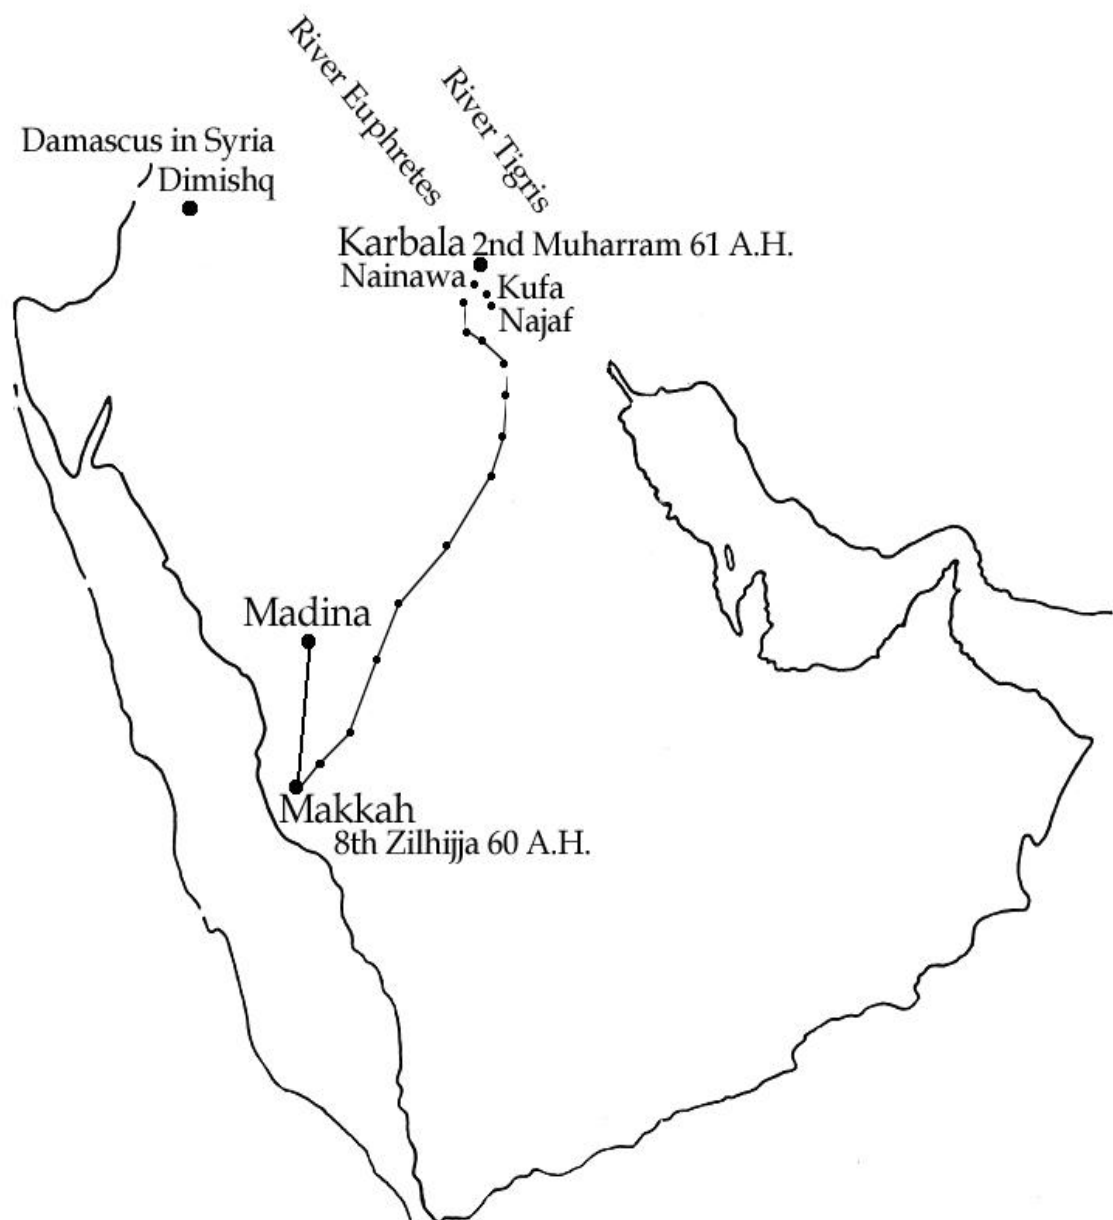 River Euphretes
River Tigris
Damascus in Syria
Dimishq
Karbala 2nd Muharram 61 A.H.
Nainawa
Kufa
Najaf
Madina
Makkah
8th Zilhijja 60 A.H.